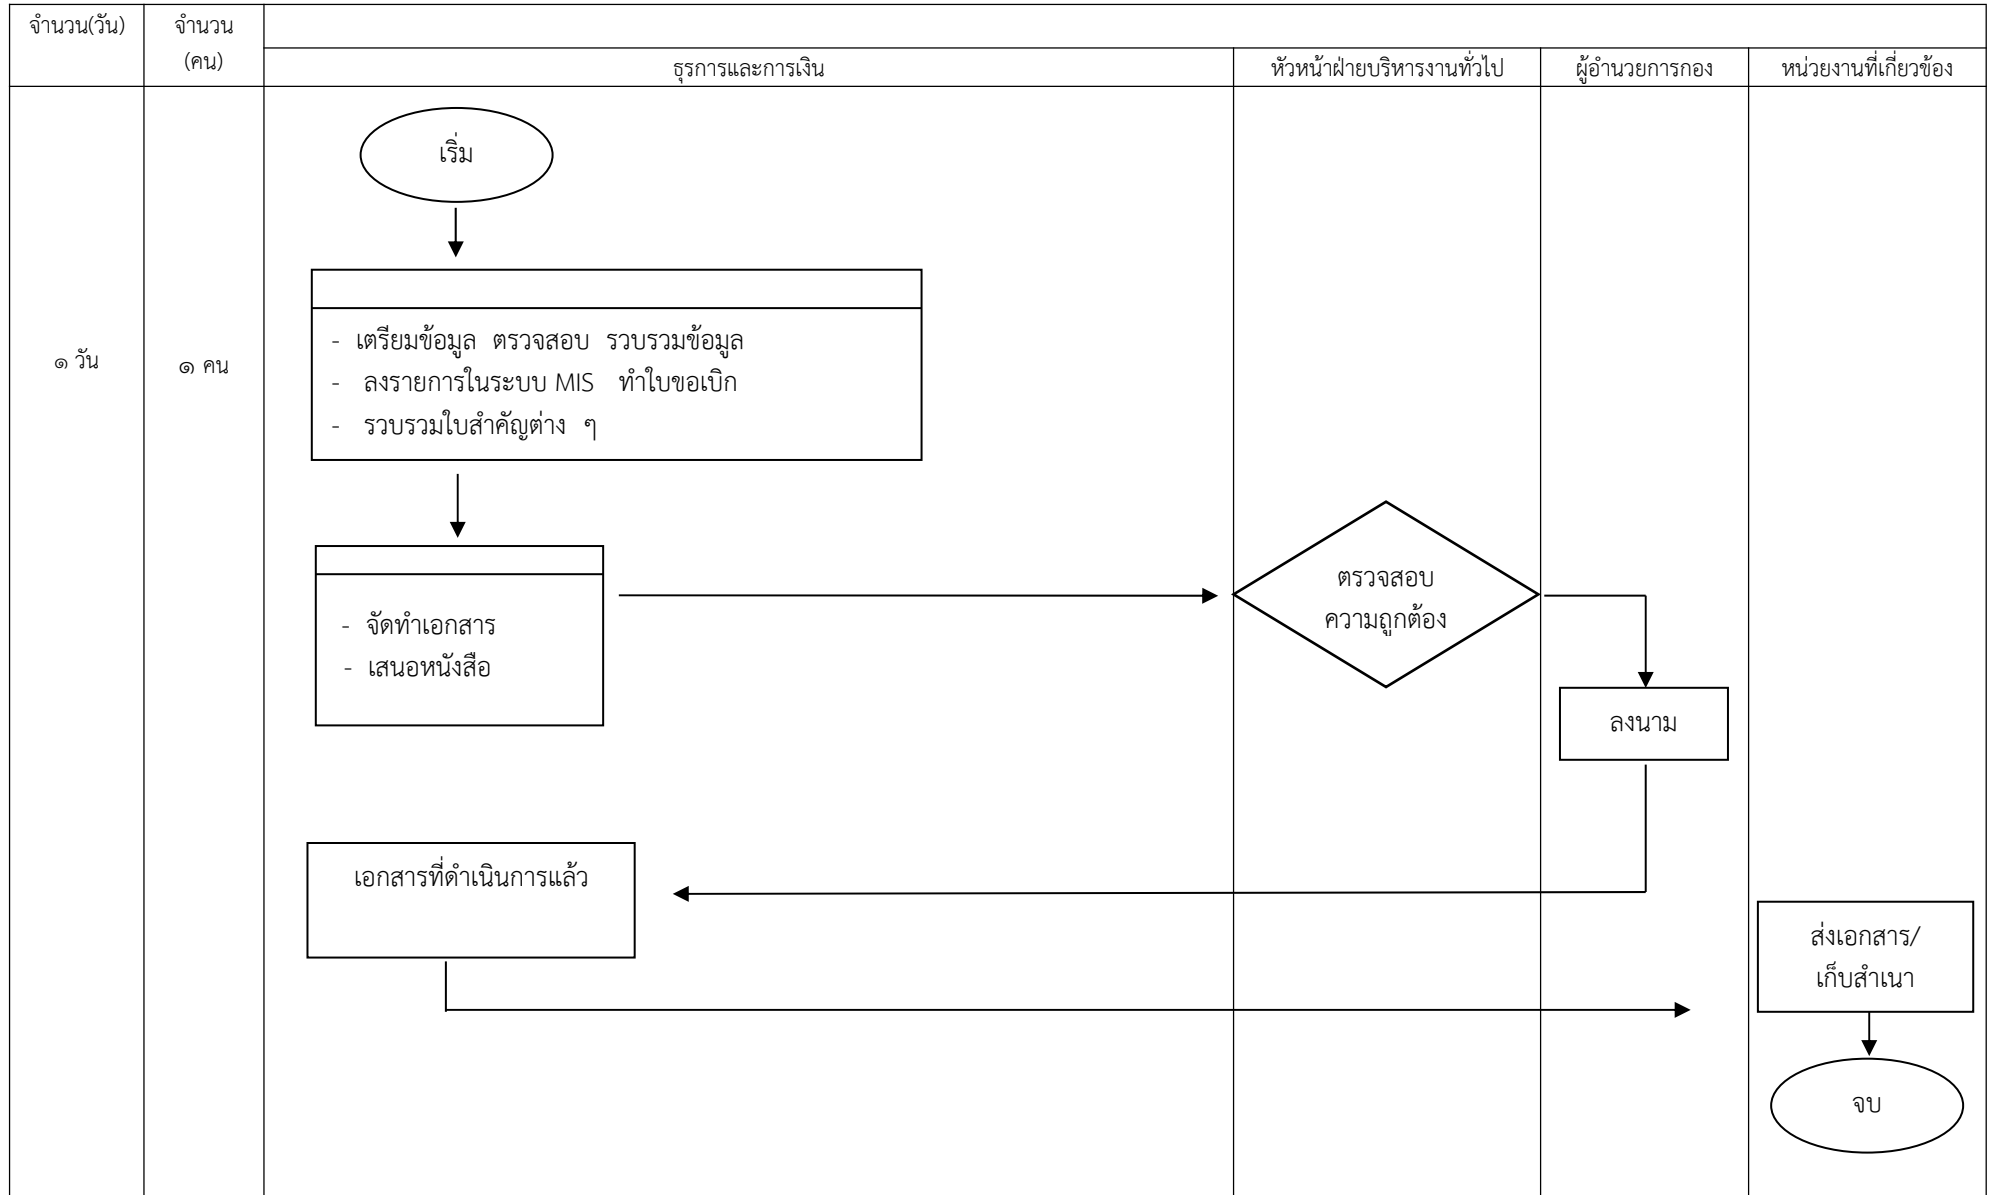 จำนวน(วัน)
จำนวน
(คน)
ธุรการและการเงิน
หัวหน้าฝ่ายบริหารงานทั่วไป
ผู้อำนวยการกอง
หน่วยงานที่เกี่ยวข้อง
เริ่ม
๑ วัน
๑ คน
- เตรียมข้อมูล ตรวจสอบ รวบรวมข้อมูล
- ลงรายการในระบบ MIS ทำใบขอเบิก
- รวบรวมใบสำคัญต่าง ๆ
- จัดทำเอกสาร
- เสนอหนังสือ
ตรวจสอบ
ความถูกต้อง
ลงนาม
เอกสารที่ดำเนินการแล้ว
ส่งเอกสาร/
เก็บสำเนา
จบ